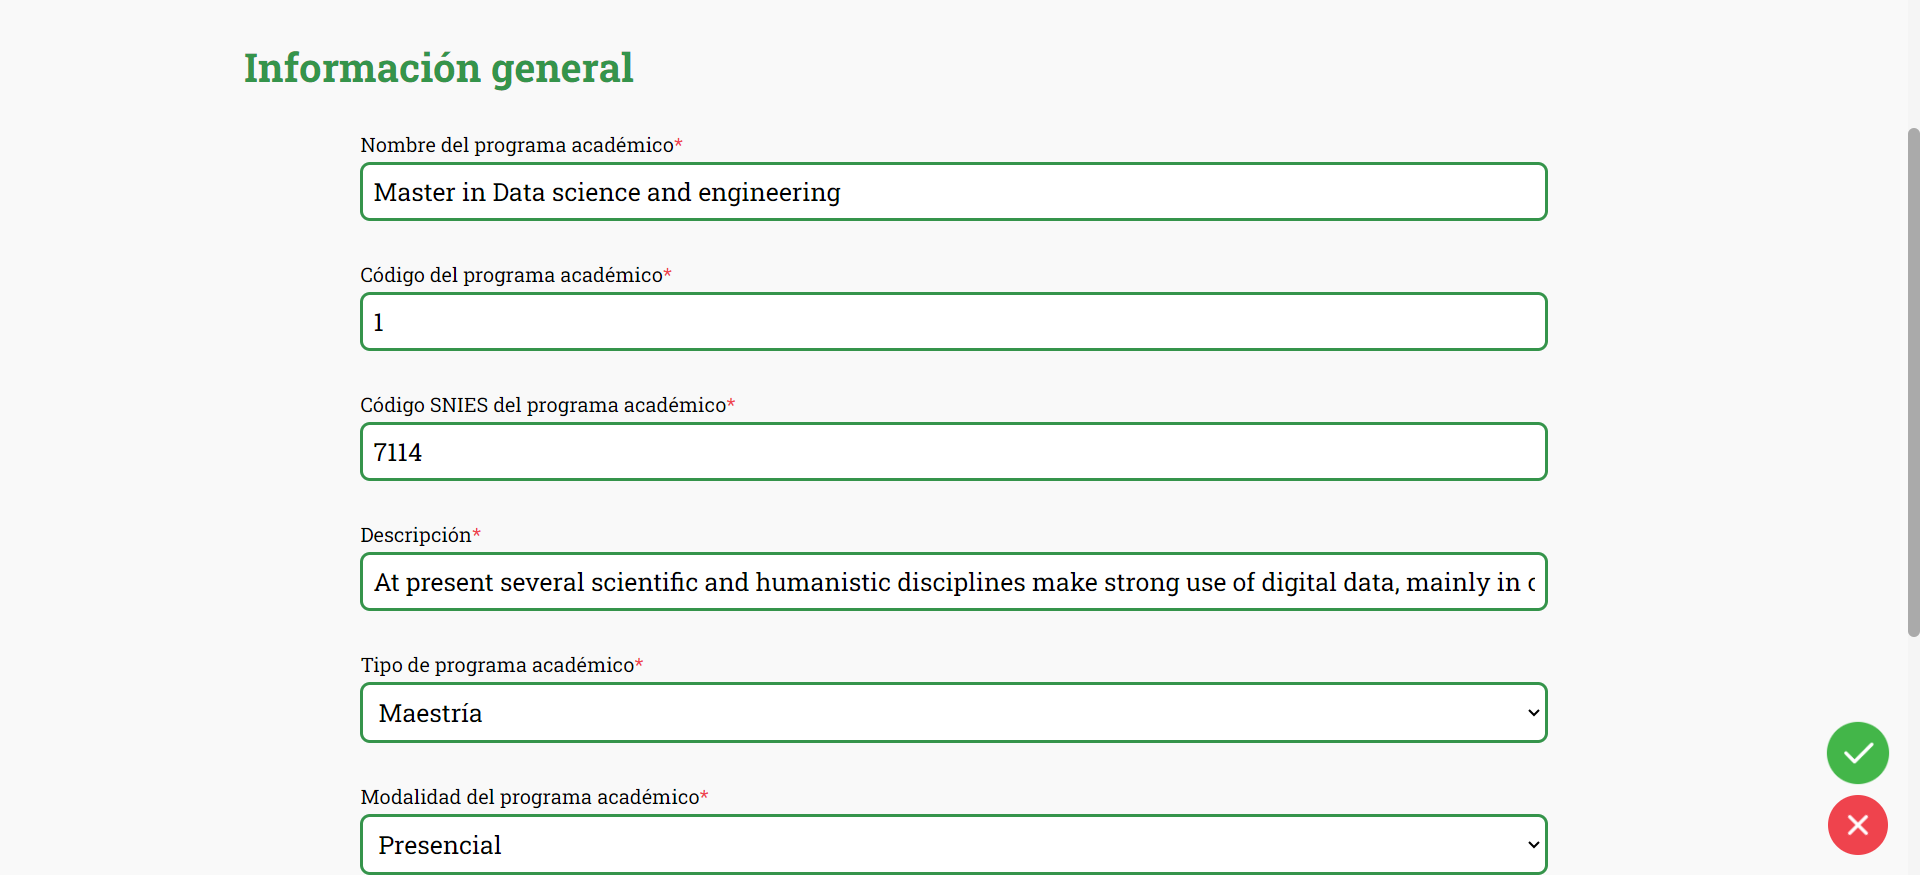 Información general
Nombre del programa académico*
Master in Data science and engineering
Código del programa académico*
1
Código SNIES del programa académico*
7114
Descripción*
At present several scientific and humanistic disciplines make strong use of digital data, mainly in
Tipo de programa académico*
Maestría
Modalidad del programa académico*
Presencial